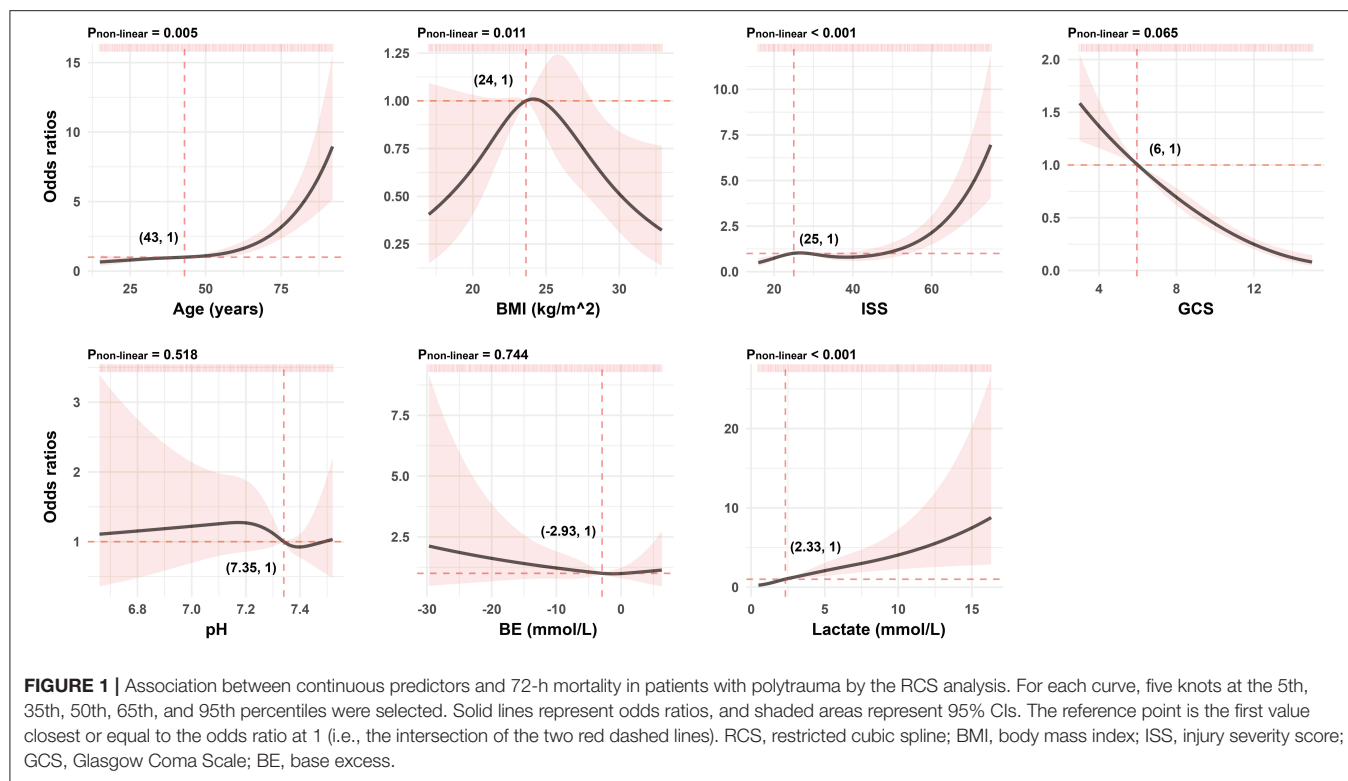 Pnon-linear = 0.005
Pnon-linear = 0.011
Pnon-linear < 0.001
Pnon-linear = 0.065
Odds ratios
15
10
5
0
(43, 1)
25
50
75
Age (years)
1.25
1.00
0.75
0.50
0.25
(24, 1)
20
25
30
BMI (kg/m^2)
10.0
7.5
5.0
2.5
0.0
(25, 1)
20
40
60
ISS
2.0
1.5
1.0
0.5
0.0
(6, 1)
4
8
12
GCS
Pnon-linear = 0.518
Pnon-linear = 0.744
Pnon-linear < 0.001
Odds ratios
3
2
1
(7.35, 1)
6.8
7.0
7.2
7.4
pH
7.5
5.0
2.5
(-2.93, 1)
-30
-20
-10
0
BE (mmol/L)
20
10
0
(2.33, 1)
0
5
10
15
Lactate (mmol/L)
FIGURE 1 | Association between continuous predictors and 72-h mortality in patients with polytrauma by the RCS analysis. For each curve, five knots at the 5th,
35th, 50th, 65th, and 95th percentiles were selected. Solid lines represent odds ratios, and shaded areas represent 95% CIs. The reference point is the first value
closest or equal to the odds ratio at 1 (i.e., the intersection of the two red dashed lines). RCS, restricted cubic spline; BMI, body mass index; ISS, injury severity score;
GCS, Glasgow Coma Scale; BE, base excess.